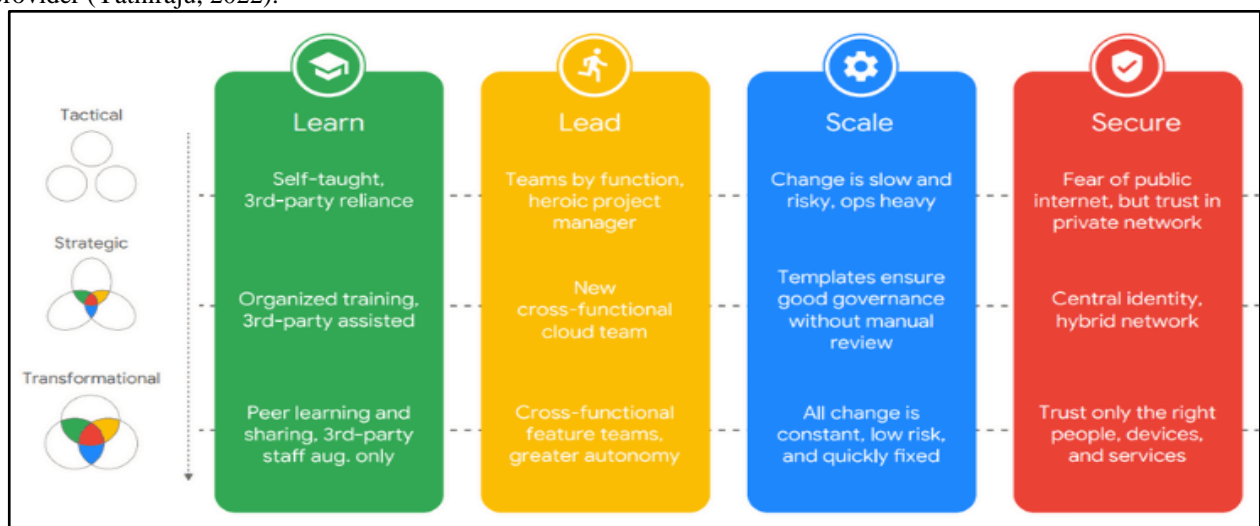 rovider (Yathiraju, 2022).
Tactical
Strategic
Transformational
Learn
Self-taught,
3rd-party reliance
Organized training,
3rd-party assisted
Peer learning and
sharing, 3rd-party
staff aug. only
Lead
Teams by function,
heroic project
manager
New
cross-functional
cloud team
Cross-functional
feature teams,
greater autonomy
Scale
Change is slow and
risky, ops heavy
Templates ensure
good governance
without manual
review
All change is
constant, low risk,
and quickly fixed
Secure
Fear of public
internet, but trust in
private network
Central identity,
hybrid network
Trust only the right
people, devices,
and services